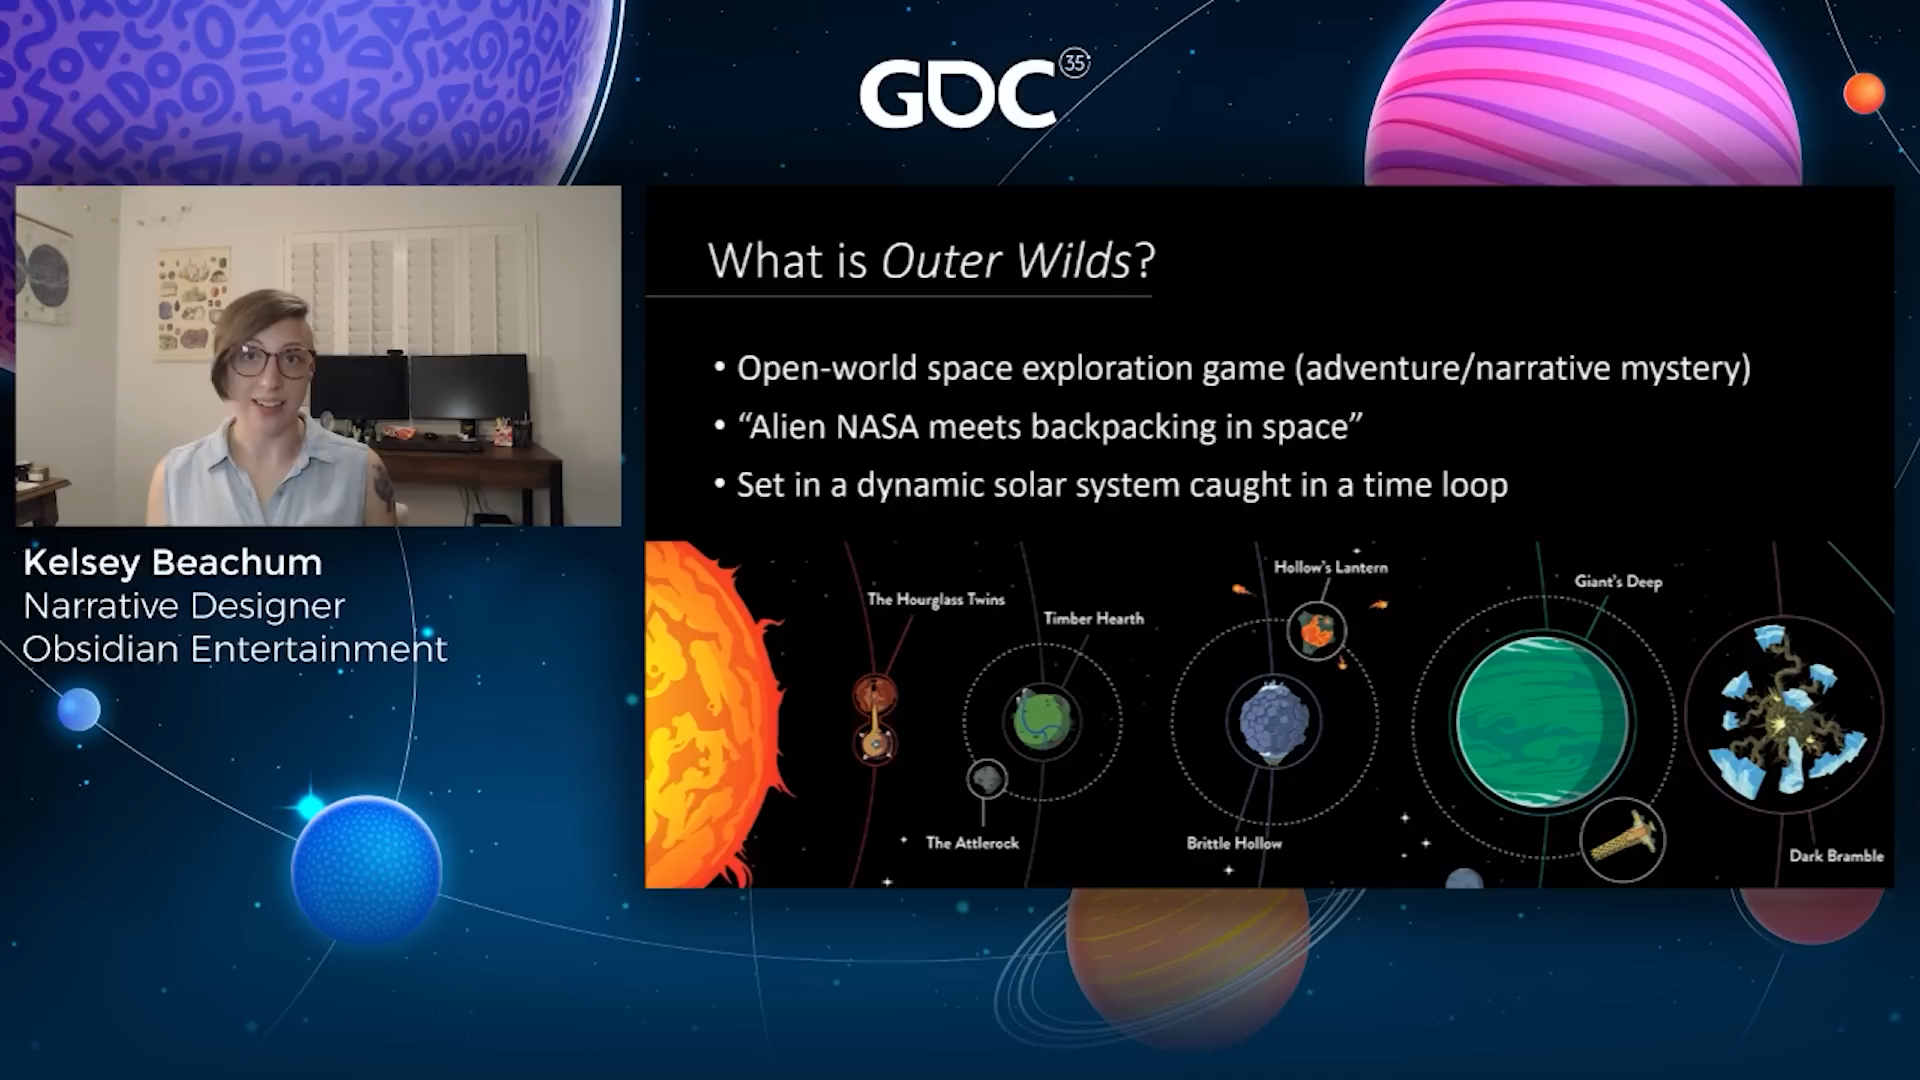 GDC 35
What is Outer Wilds?
• Open-world space exploration game (adventure/narrative mystery)
• “Alien NASA meets backpacking in space”
• Set in a dynamic solar system caught in a time loop
Kelsey Beachum
Narrative Designer
Obsidian Entertainment
The Hourglass Twins
Timber Hearth
The Attlerock
Hollow's Lantern
Brittle Hollow
Giant's Deep
Dark Bramble